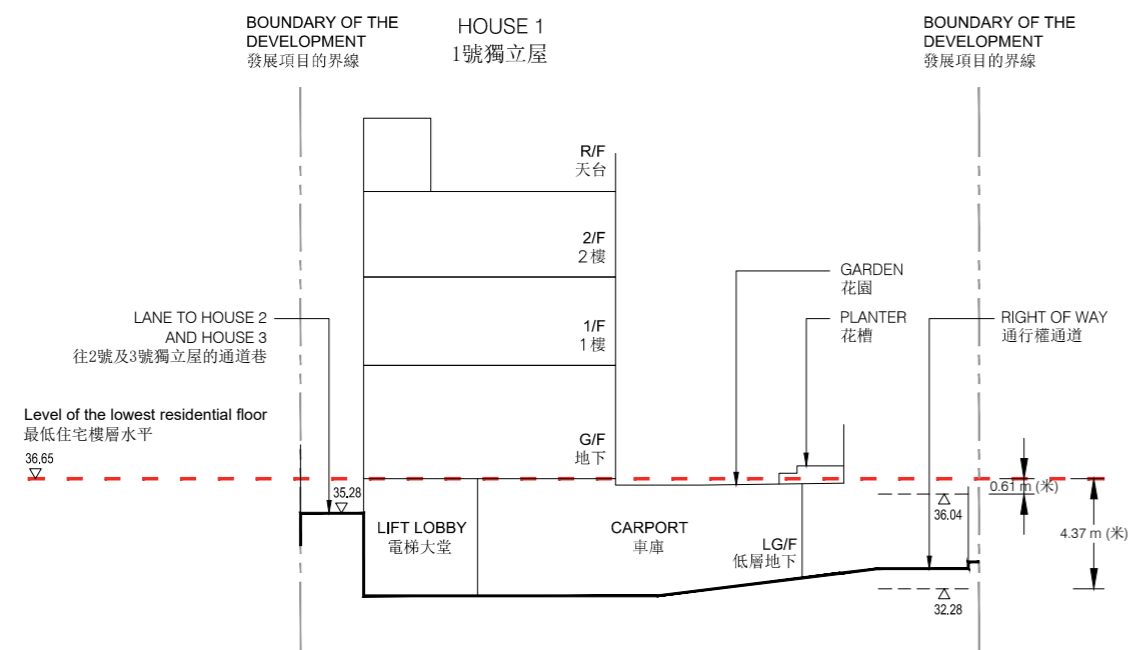 BOUNDARY OF THE
DEVELOPMENT
發展項目的界線
HOUSE 1
1號獨立屋
BOUNDARY OF THE
DEVELOPMENT
發展項目的界線
R/F
天台
2/F
2樓
GARDEN
花園
LANE TO HOUSE 2
AND HOUSE 3
往2號及3號獨立屋的通道巷
1/F
1樓
PLANTER
花槽
RIGHT OF WAY
通行權通道
Level of the lowest residential floor
最低住宅樓層水平
36.65
G/F
地下
35.28
0.61 m (米)
36.04
LIFT LOBBY
電梯大堂
CARPORT
車庫
LG/F
低層地下
4.37 m (米)
32.28